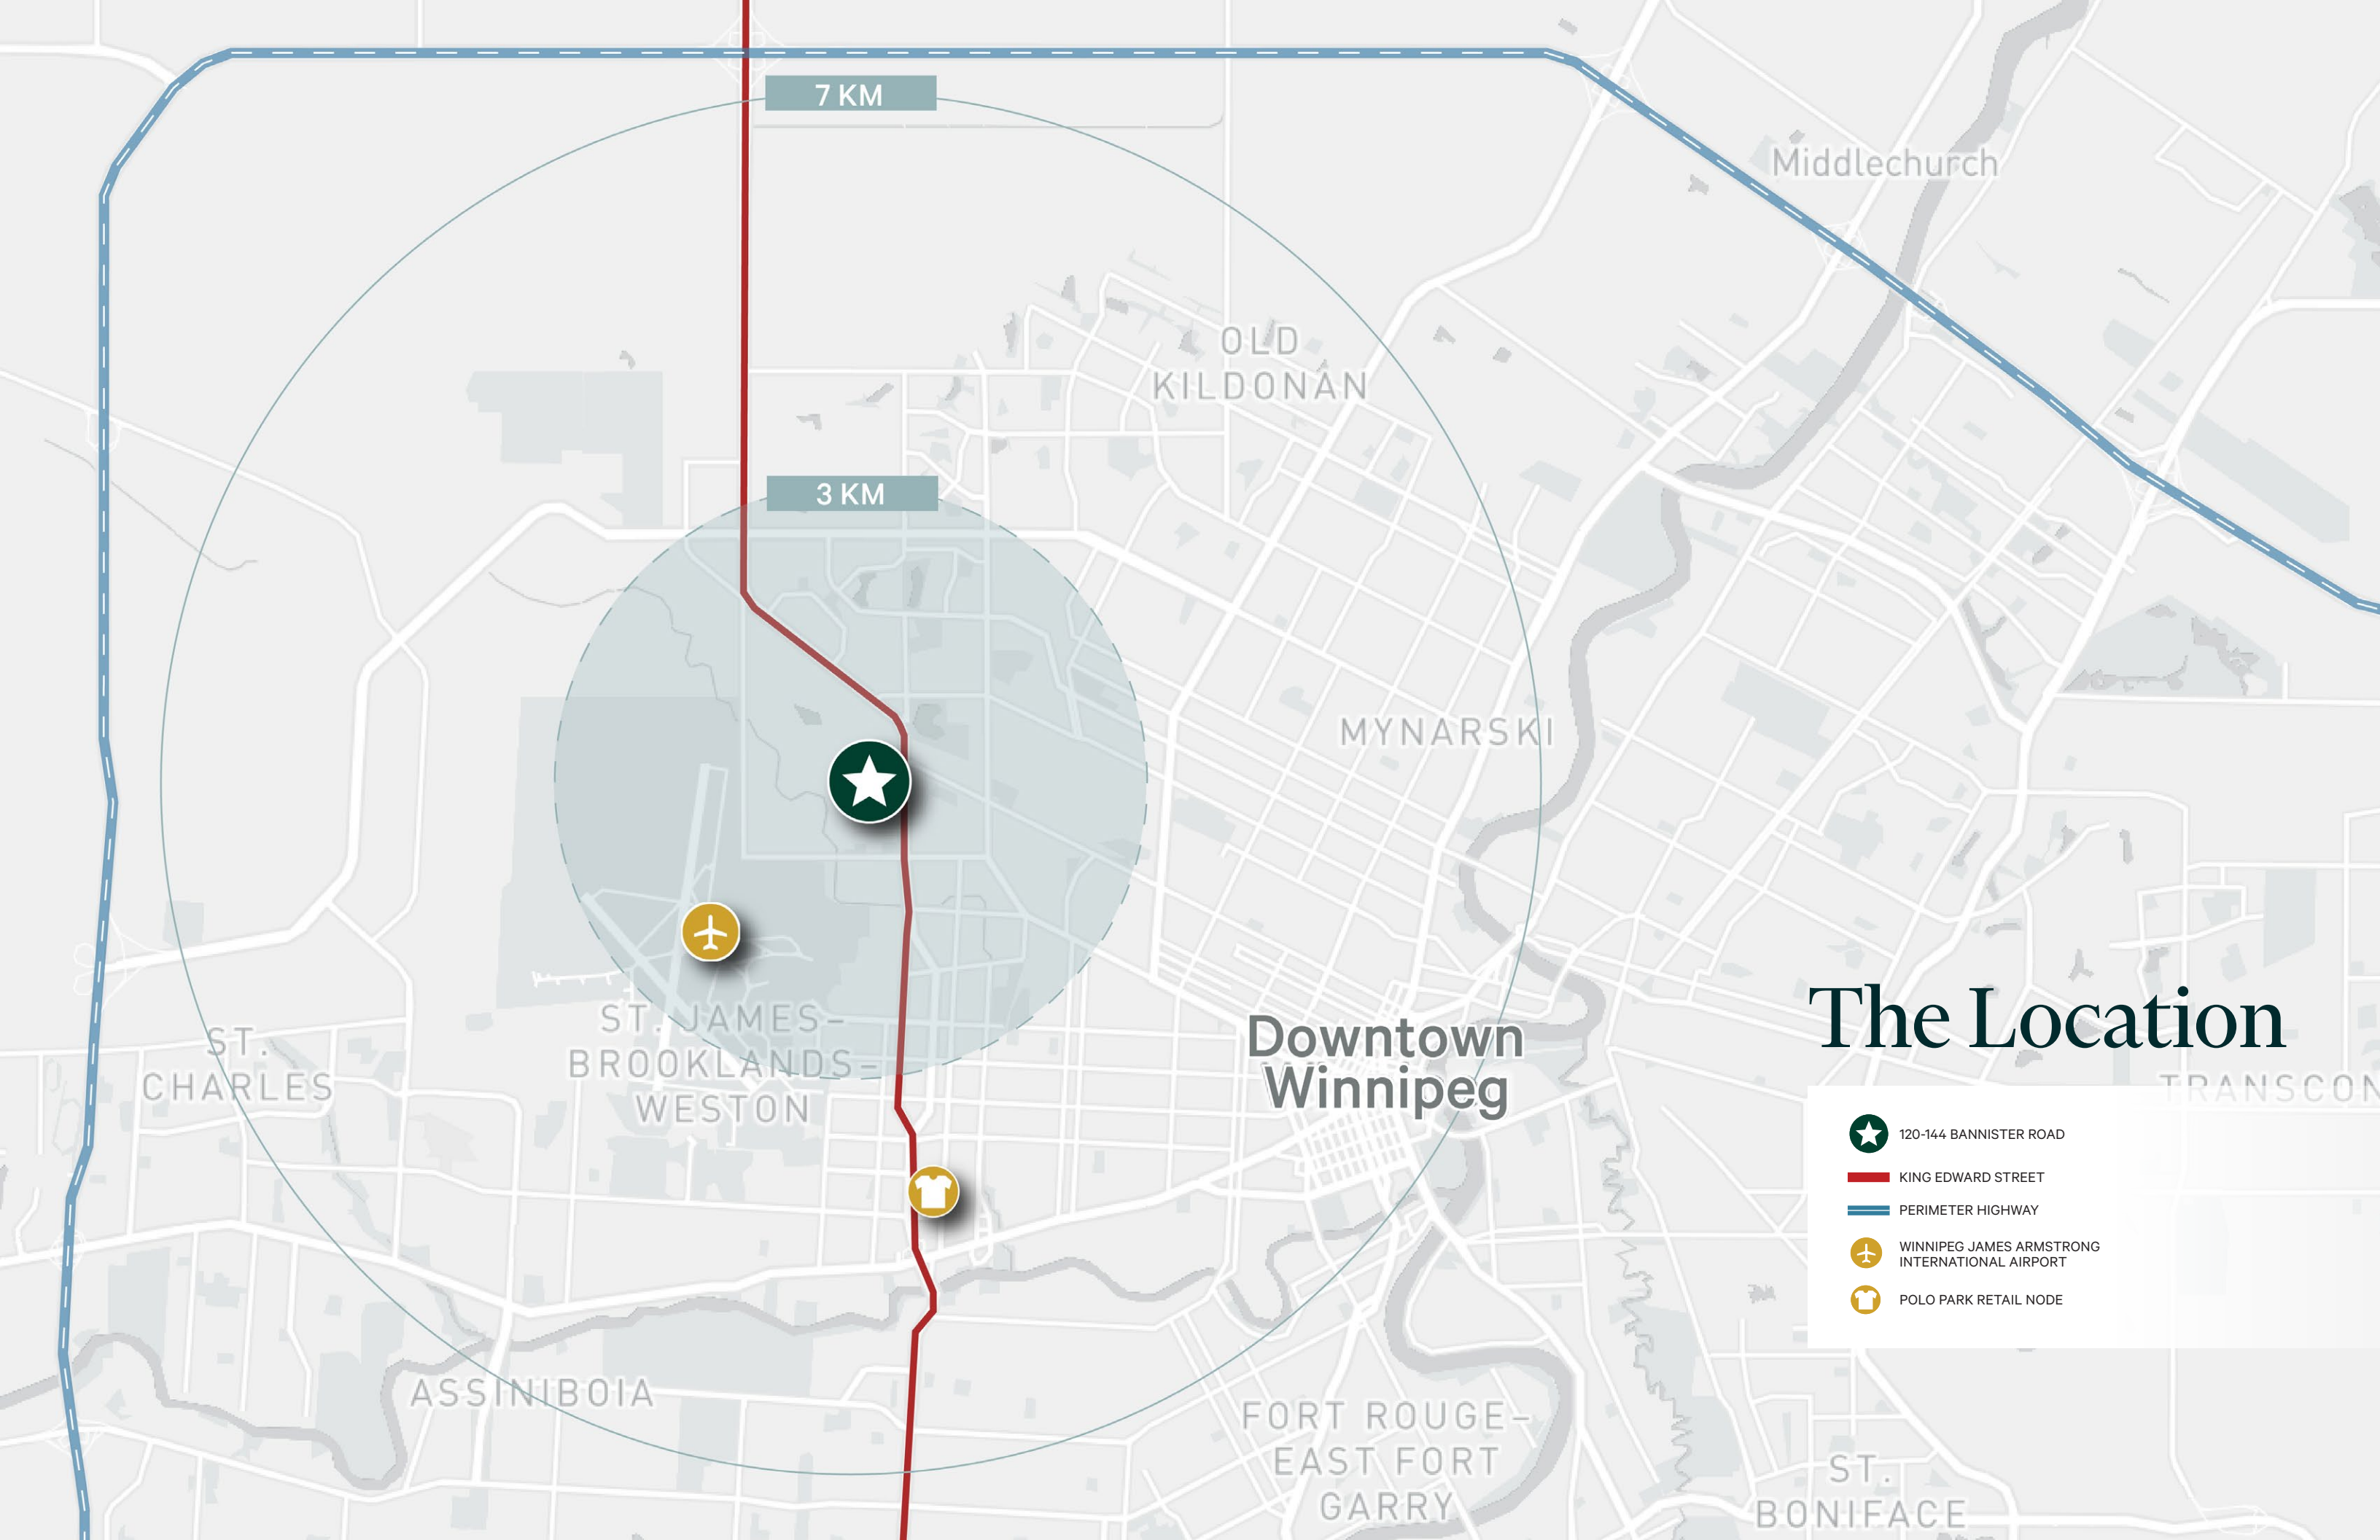 7 KM
Middlechurch
OLD
KILDONAN
3 KM
MYNARSKI
ST. JAMES-
BROOKLANDS-
WESTON
ST.
CHARLES
Downtown
Winnipeg
The Location
TRANSCON
120-144 BANNISTER ROAD
KING EDWARD STREET
PERIMETER HIGHWAY
WINNIPEG JAMES ARMSTRONG
INTERNATIONAL AIRPORT
POLO PARK RETAIL NODE
ASSINIBOIA
FORT ROUGE-
EAST FORT
GARRY
ST.
BONIFACE